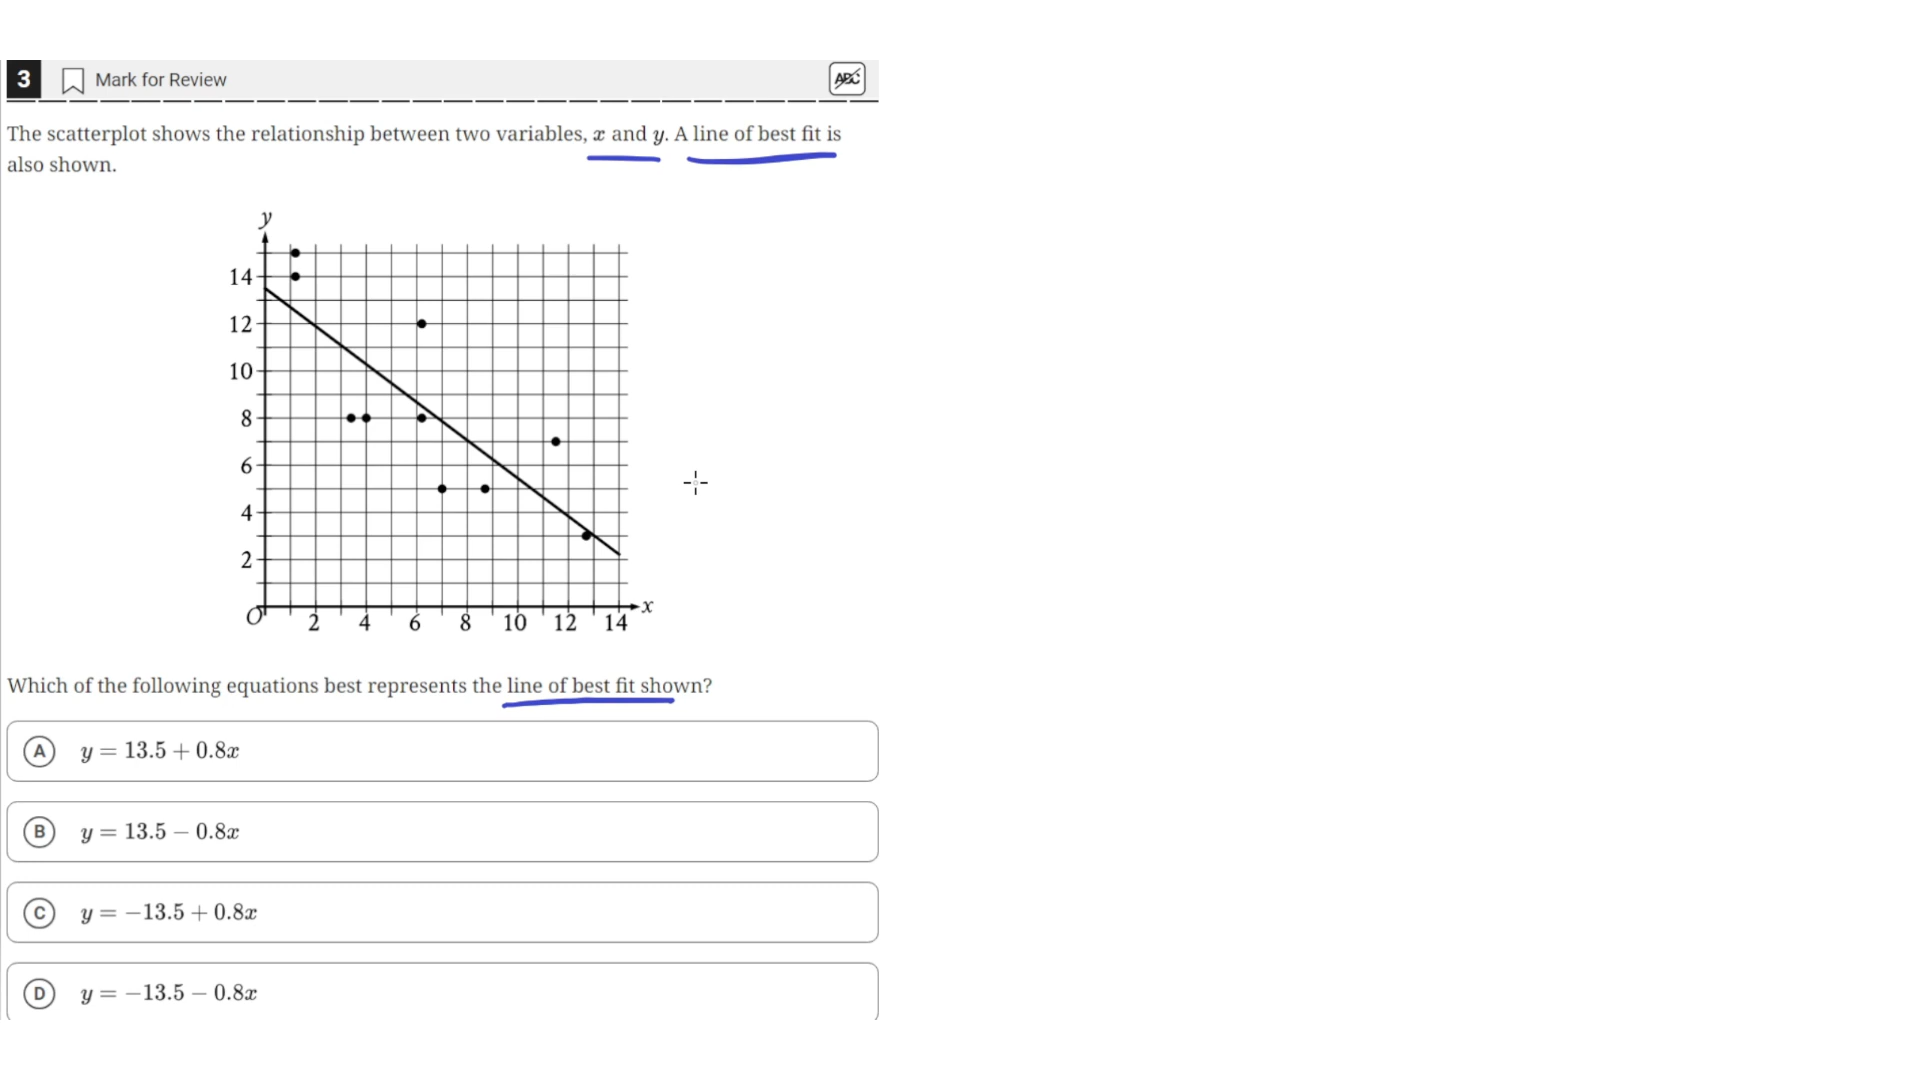 3 Mark for Review ABC
The scatterplot shows the relationship between two variables, x and y. A line of best fit is
also shown.
y
14
12
10
8
6
4
2
O 2 4 6 8 10 12 14 x
Which of the following equations best represents the line of best fit shown?
A y = 13.5 + 0.8x
B y = 13.5 − 0.8x
C y = −13.5 + 0.8x
D y = −13.5 − 0.8x